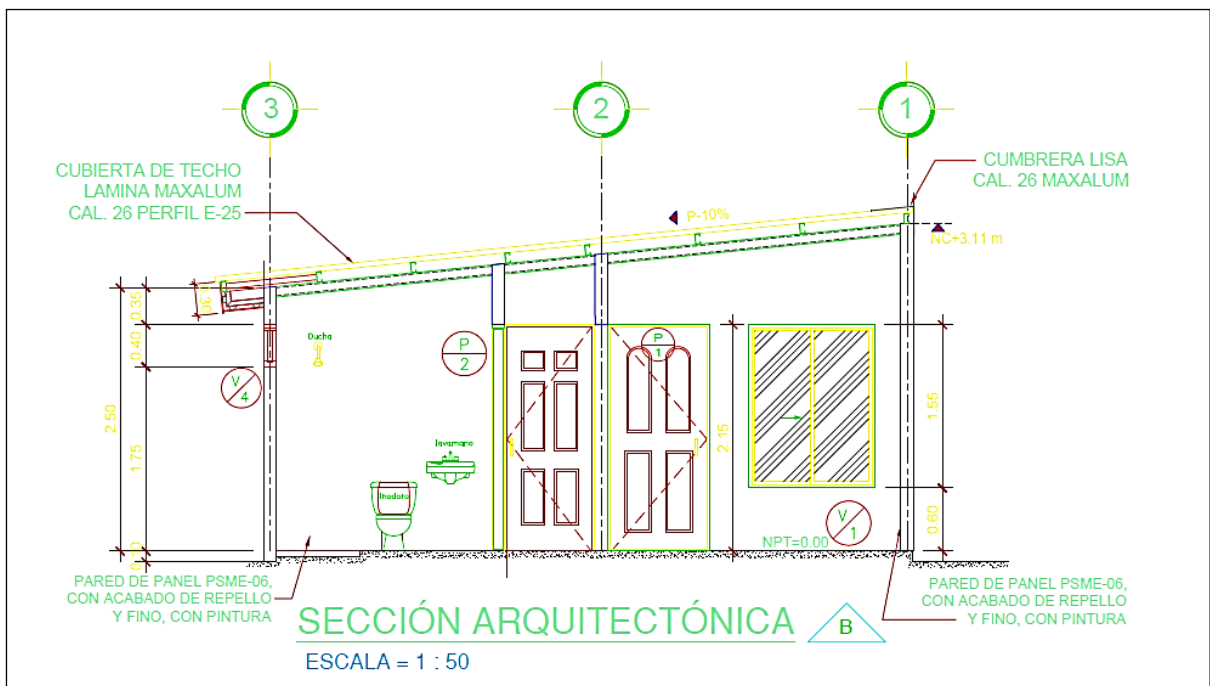 3
2
1
CUBIERTA DE TECHO
LAMINA MAXALUM
CAL. 26 PERFIL E-25
CUMBRERA LISA
CAL. 26 MAXALUM
P-10%
NC+3.11 m
0.30
0.35
0.40
2.50
1.75
Ducha
P
2
P
1
V
4
lavamano
Inodoro
2.15
1.55
0.60
V
1
NPT=0.00
PARED DE PANEL PSME-06,
CON ACABADO DE REPELLO
Y FINO, CON PINTURA
PARED DE PANEL PSME-06,
CON ACABADO DE REPELLO
Y FINO, CON PINTURA
SECCIÓN ARQUITECTÓNICA
B
ESCALA = 1 : 50